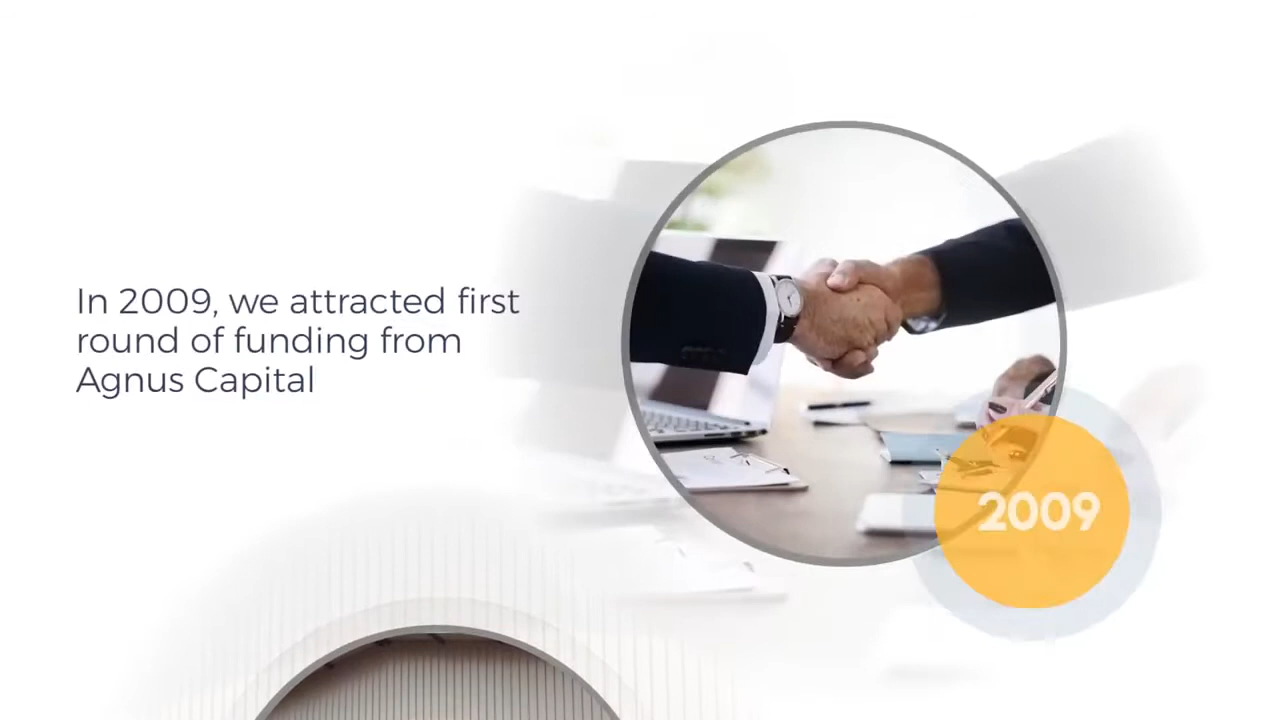 In 2009, we attracted first
round of funding from
Agnus Capital
2009